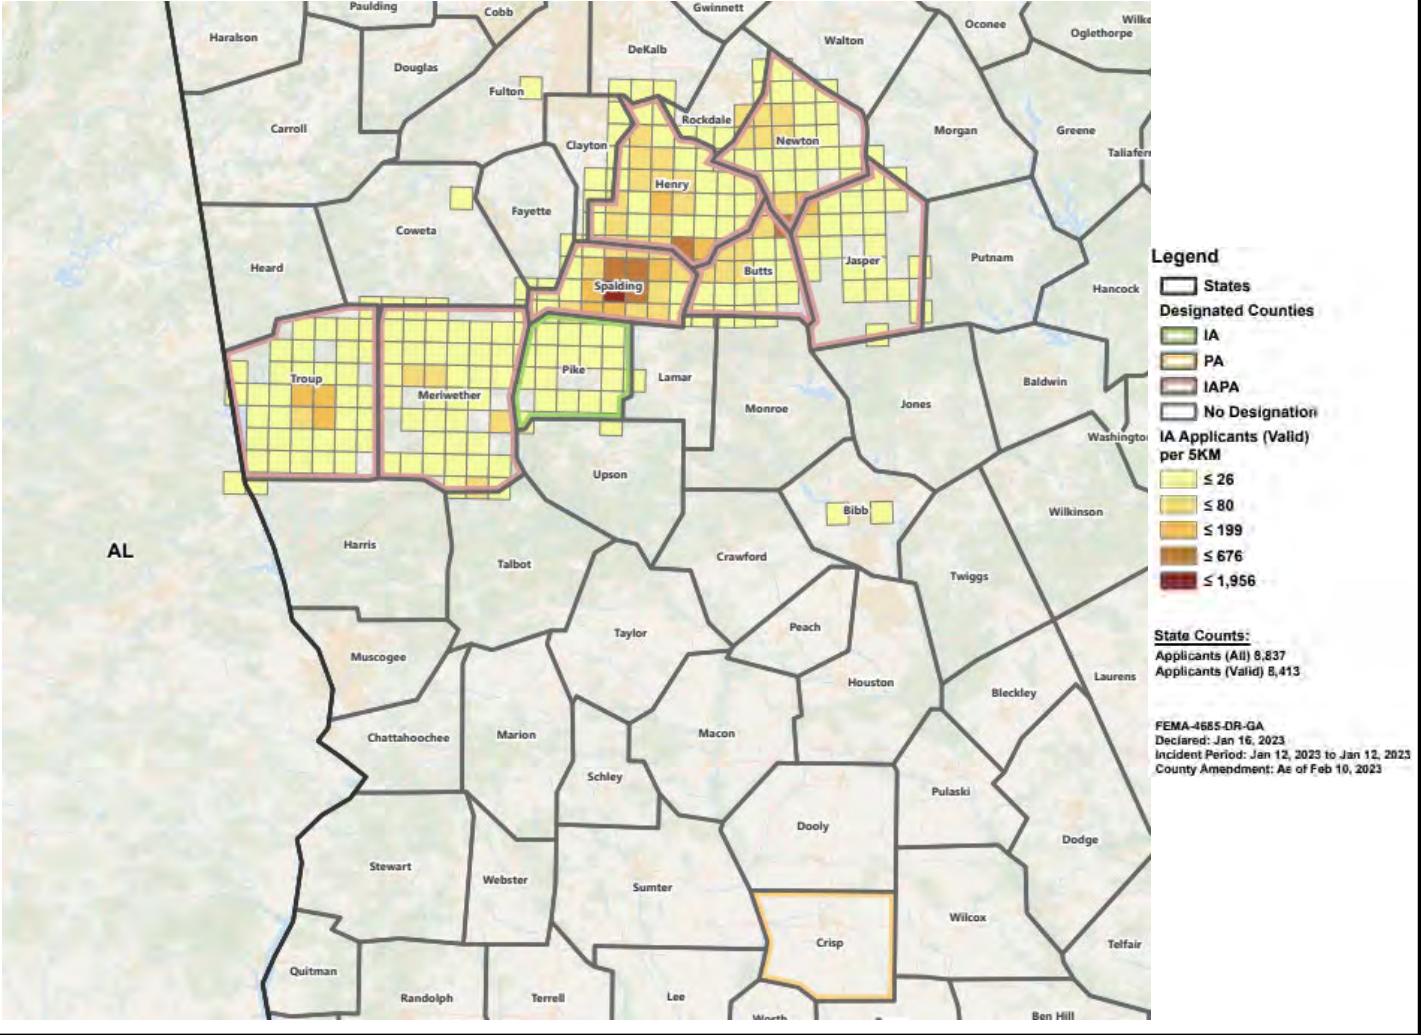 Paulding
Cobb
Gwinnett
Wilke
Haralson
Oconee
Oglethorpe
Walton
DeKalb
Douglas
Fulton
Rockdale
Carroll
Morgan
Greene
Newton
Clayton
Taliaferr
Henry
Fayette
Coweta
Heard
Butts
Jasper
Putnam
Spalding
Hancock
Troup
Meriwether
Pike
Lamar
Monroe
Jones
Baldwin
Washington
Upson
Bibb
Wilkinson
AL
Harris
Talbot
Crawford
Twiggs
Taylor
Peach
Muscogee
Houston
Bleckley
Laurens
Chattahoochee
Marion
Macon
Schley
Pulaski
Dooly
Dodge
Stewart
Webster
Sumter
Wilcox
Crisp
Telfair
Quitman
Randolph
Terrell
Lee
Worth
Ben Hill
Legend
States
Designated Counties
IA
PA
IAPA
No Designation
IA Applicants (Valid)
per 5KM
≤ 26
≤ 80
≤ 199
≤ 676
≤ 1,956
State Counts:
Applicants (All) 8,837
Applicants (Valid) 8,413
FEMA-4685-DR-GA
Declared: Jan 16, 2023
Incident Period: Jan 12, 2023 to Jan 12, 2023
County Amendment: As of Feb 10, 2023